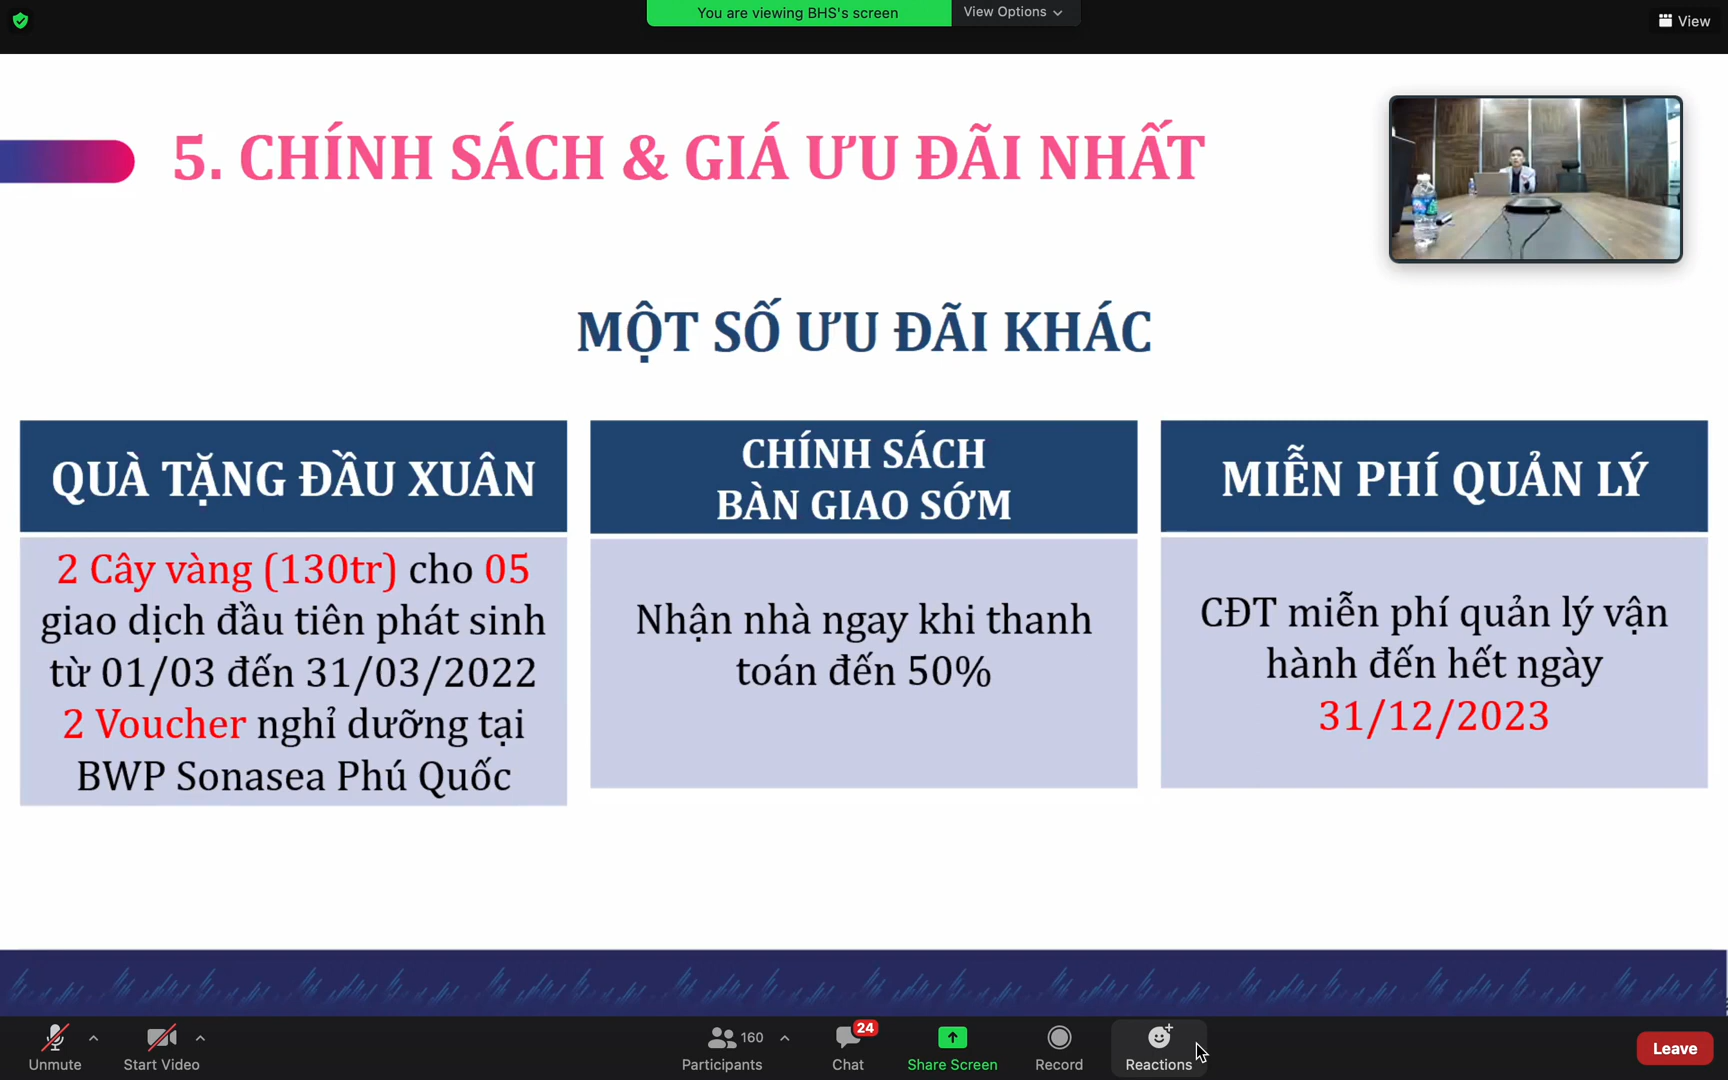 You are viewing BHS's screen
View Options
View
5. CHÍNH SÁCH & GIÁ ƯU ĐÃI NHẤT
MỘT SỐ ƯU ĐÃI KHÁC
QUÀ TẶNG ĐẦU XUÂN
2 Cây vàng (130tr) cho 05
giao dịch đầu tiên phát sinh
từ 01/03 đến 31/03/2022
2 Voucher nghỉ dưỡng tại
BWP Sonasea Phú Quốc
CHÍNH SÁCH
BÀN GIAO SỚM
Nhận nhà ngay khi thanh
toán đến 50%
MIỄN PHÍ QUẢN LÝ
CĐT miễn phí quản lý vận
hành đến hết ngày
31/12/2023
Unmute
Start Video
160
Participants
24
Chat
Share Screen
Record
Reactions
Leave